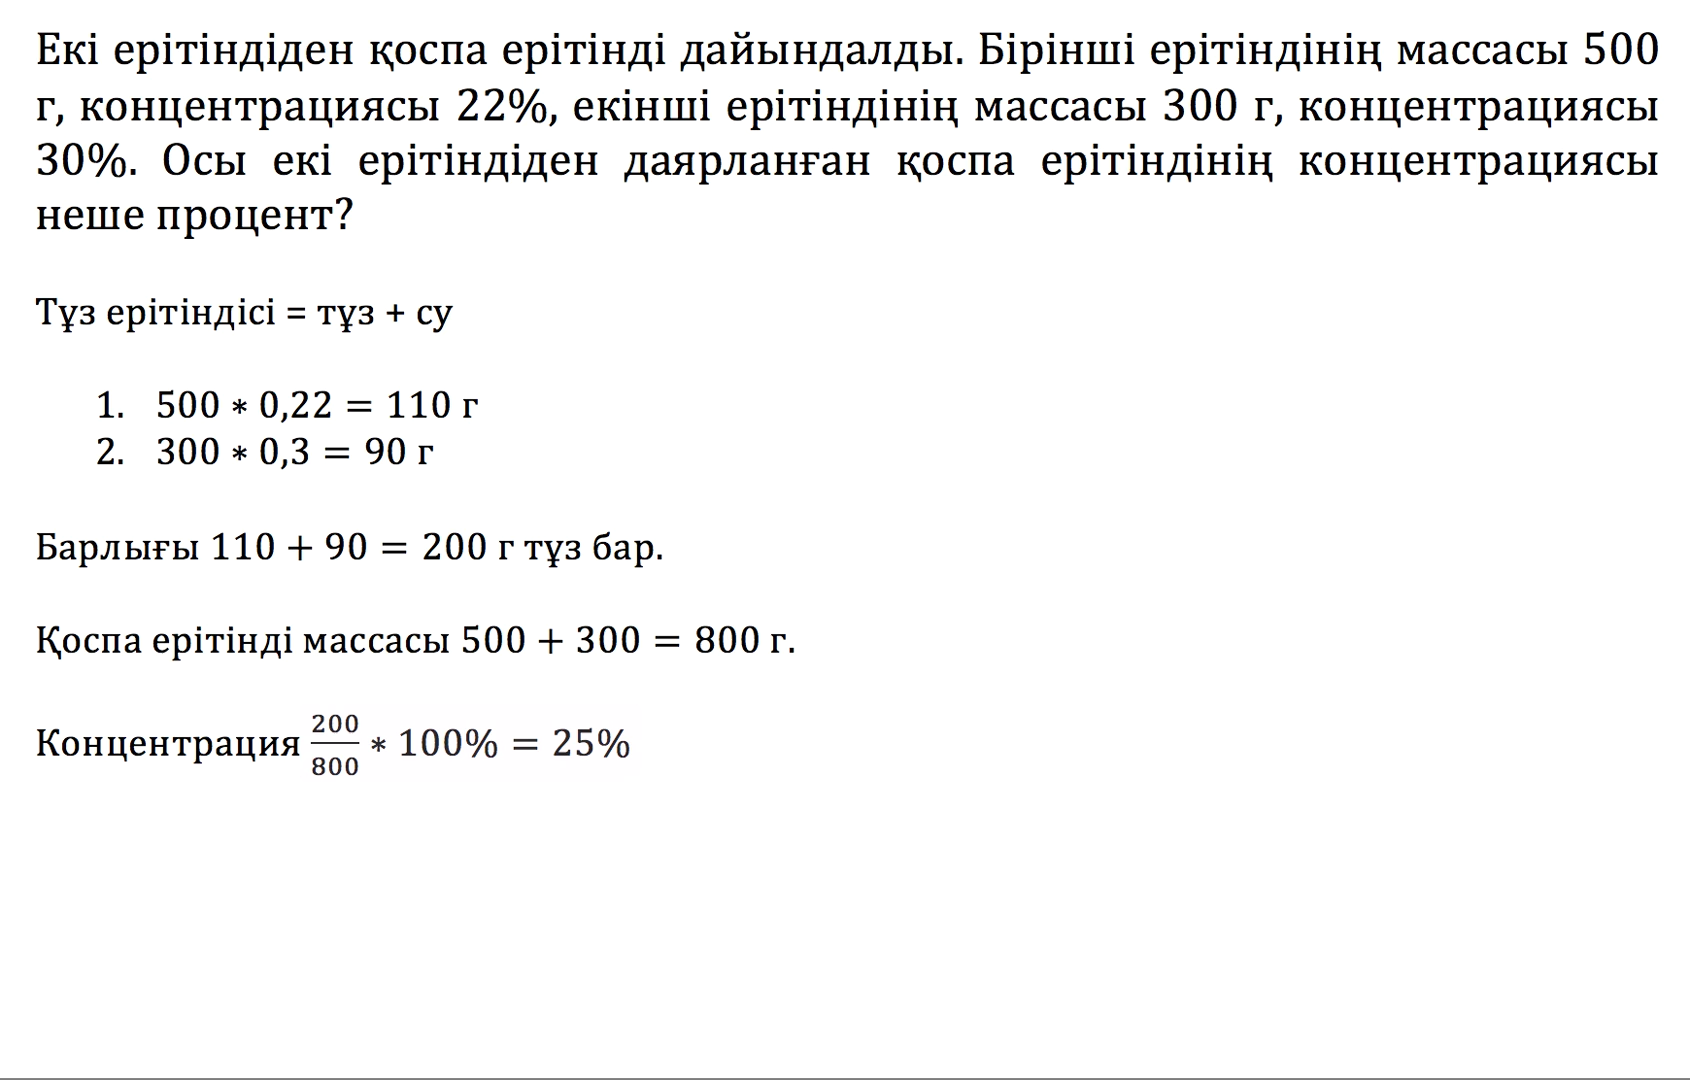 Екі ерітіндіден қоспа ерітінді дайындалды. Бірінші ерітіндінің массасы 500
г, концентрациясы 22%, екінші ерітіндінің массасы 300 г, концентрациясы
30%. Осы екі ерітіндіден даярланған қоспа ерітіндінің концентрациясы
неше процент?
Тұз ерітіндісі = тұз + су
1. 500 ∗ 0,22 = 110 г
2. 300 ∗ 0,3 = 90 г
Барлығы 110 + 90 = 200 г тұз бар.
Қоспа ерітінді массасы 500 + 300 = 800 г.
Концентрация 200/800 ∗ 100% = 25%